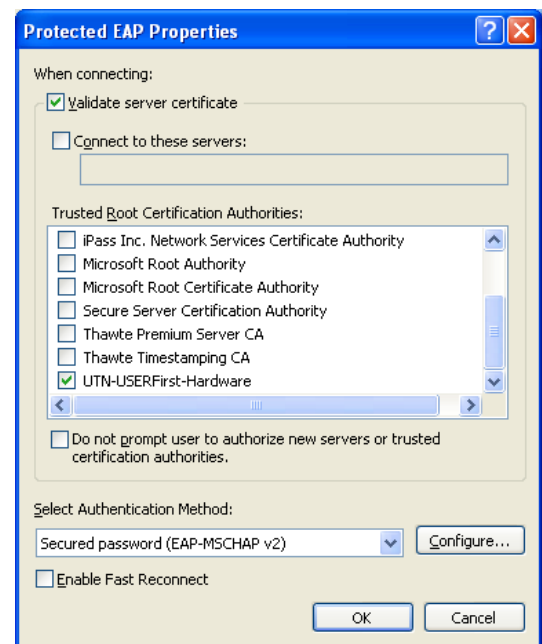 Protected EAP Properties
When connecting:
Validate server certificate
Connect to these servers:
Trusted Root Certification Authorities:
iPass Inc. Network Services Certificate Authority
Microsoft Root Authority
Microsoft Root Certificate Authority
Secure Server Certification Authority
Thawte Premium Server CA
Thawte Timestamping CA
UTN-USERFirst-Hardware
Do not prompt user to authorize new servers or trusted
certification authorities.
Select Authentication Method:
Secured password (EAP-MSCHAP v2)
Configure...
Enable Fast Reconnect
OK
Cancel